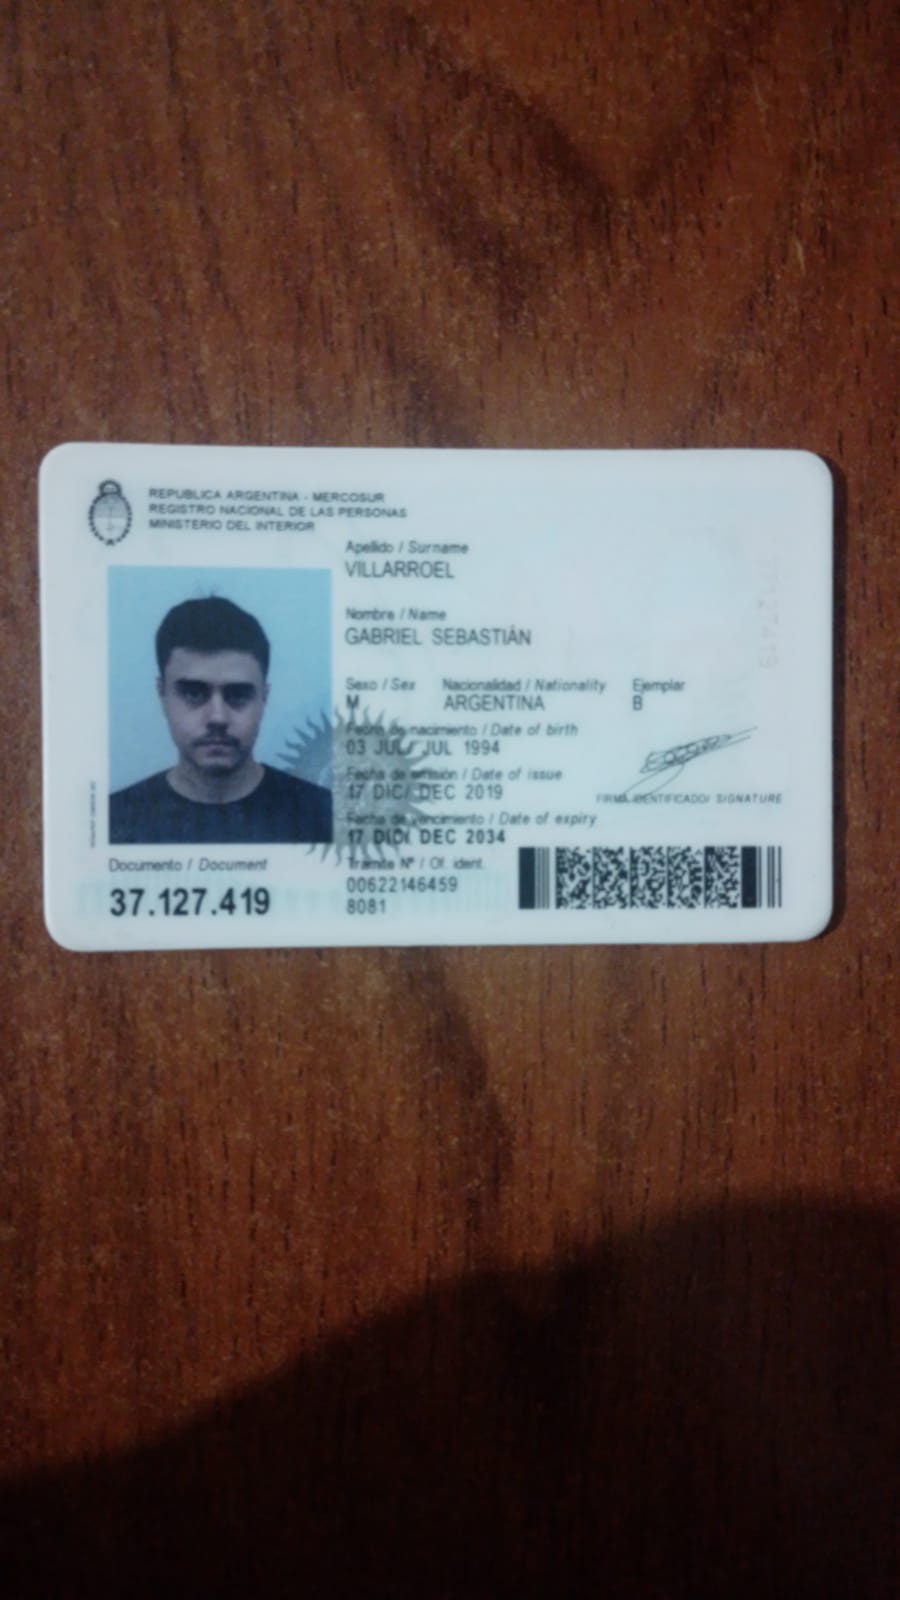 REPUBLICA ARGENTINA - MERCOSUR
REGISTRO NACIONAL DE LAS PERSONAS
MINISTERIO DEL INTERIOR
Apellido / Surname
VILLARROEL
Nombre / Name
GABRIEL SEBASTIÁN
Sexo / Sex Nacionalidad / Nationality Ejemplar
M ARGENTINA B
Fecha de nacimiento / Date of birth
03 JUL/ JUL 1994
Fecha de emisión / Date of issue
17 DIC/ DEC 2019
FIRMA IDENTIFICADO/ SIGNATURE
Fecha de vencimiento / Date of expiry
17 DIC/ DEC 2034
Documento / Document
37.127.419
Trámite Nº / Of. ident.
00622146459
8081